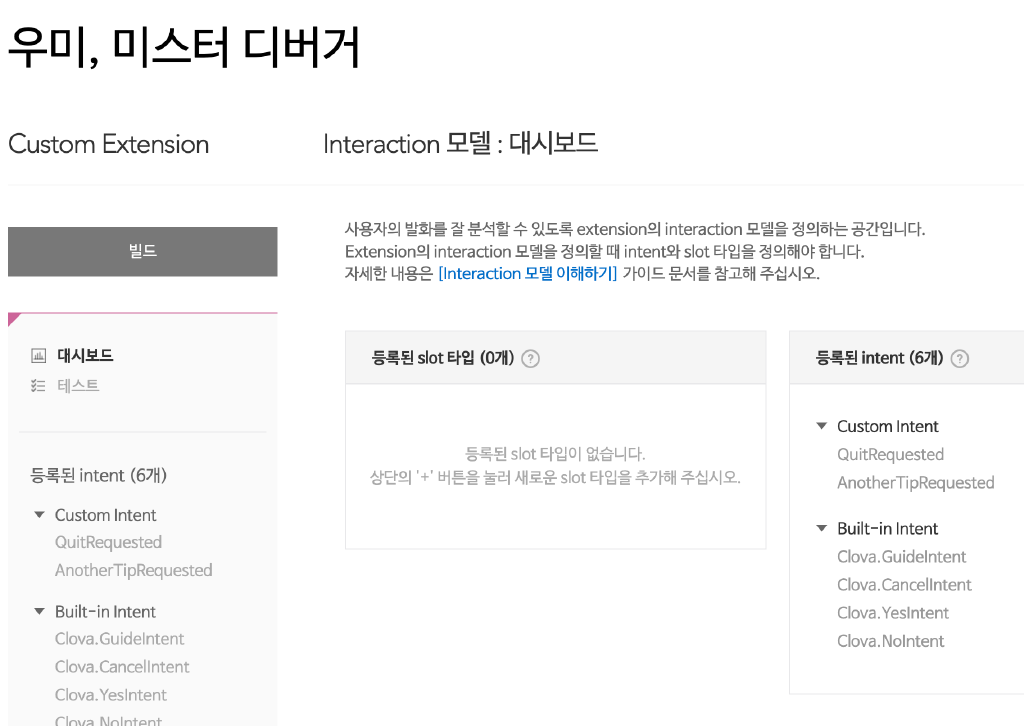 우미, 미스터 디버거
Custom Extension
Interaction 모델 : 대시보드
빌드
대시보드
테스트
등록된 intent (6개)
Custom Intent
QuitRequested
AnotherTipRequested
Built-in Intent
Clova.GuideIntent
Clova.CancelIntent
Clova.YesIntent
Clova.NoIntent
사용자의 발화를 잘 분석할 수 있도록 extension의 interaction 모델을 정의하는 공간입니다.
Extension의 interaction 모델을 정의할 때 intent와 slot 타입을 정의해야 합니다.
자세한 내용은 [Interaction 모델 이해하기] 가이드 문서를 참고해 주십시오.
등록된 slot 타입 (0개) ?
등록된 slot 타입이 없습니다.
상단의 '+' 버튼을 눌러 새로운 slot 타입을 추가해 주십시오.
등록된 intent (6개) ?
Custom Intent
QuitRequested
AnotherTipRequested
Built-in Intent
Clova.GuideIntent
Clova.CancelIntent
Clova.YesIntent
Clova.NoIntent